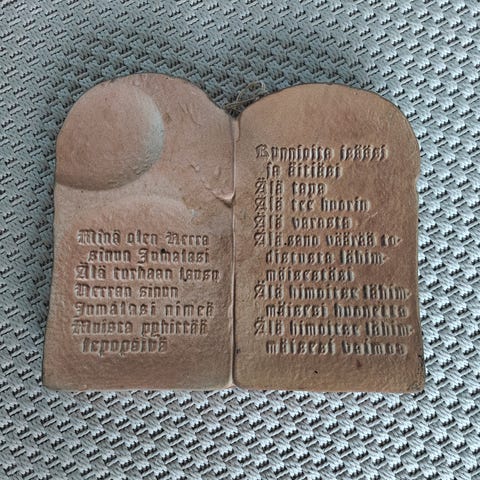 Minä olen Herra
sinun Jumalasi
Älä turhaan lausu
Herran sinun
Jumalasi nimeä
Muista pyhittää
lepopäivä
Kunnioita isääsi
ja äitiäsi
Älä tapa
Älä tee huorin
Älä varasta
Älä sano väärää to-
distusta lähim-
mäisestäsi
Älä himoitse lähim-
mäisesi huonetta
Älä himoitse lähim-
mäisesi vaimoa